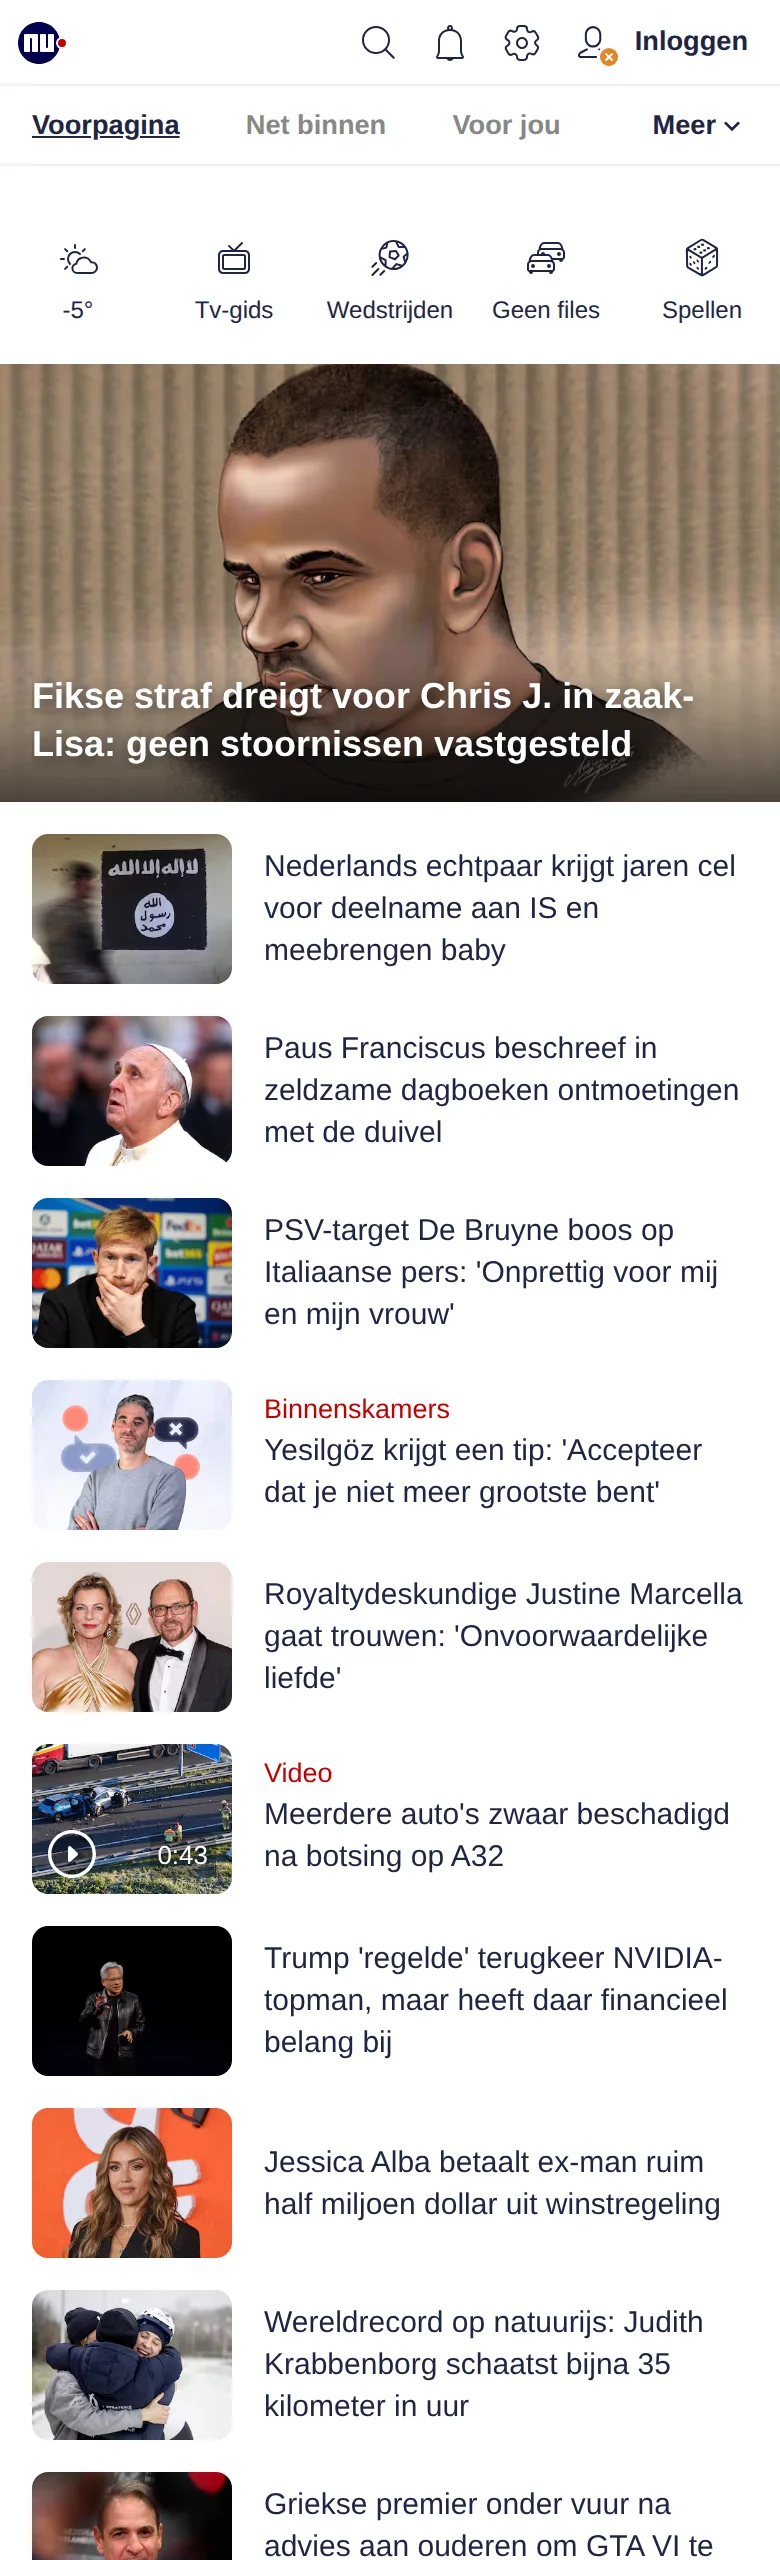 nu
Inloggen
Voorpagina
Net binnen
Voor jou
Meer
-5°
Tv-gids
Wedstrijden
Geen files
Spellen
Fikse straf dreigt voor Chris J. in zaak-
Lisa: geen stoornissen vastgesteld
Nederlands echtpaar krijgt jaren cel
voor deelname aan IS en
meebrengen baby
Paus Franciscus beschreef in
zeldzame dagboeken ontmoetingen
met de duivel
PSV-target De Bruyne boos op
Italiaanse pers: 'Onprettig voor mij
en mijn vrouw'
Binnenskamers
Yesilgöz krijgt een tip: 'Accepteer
dat je niet meer grootste bent'
Royaltydeskundige Justine Marcella
gaat trouwen: 'Onvoorwaardelijke
liefde'
Video
Meerdere auto's zwaar beschadigd
na botsing op A32
0:43
Trump 'regelde' terugkeer NVIDIA-
topman, maar heeft daar financieel
belang bij
Jessica Alba betaalt ex-man ruim
half miljoen dollar uit winstregeling
Wereldrecord op natuurijs: Judith
Krabbenborg schaatst bijna 35
kilometer in uur
Griekse premier onder vuur na
advies aan ouderen om GTA VI te